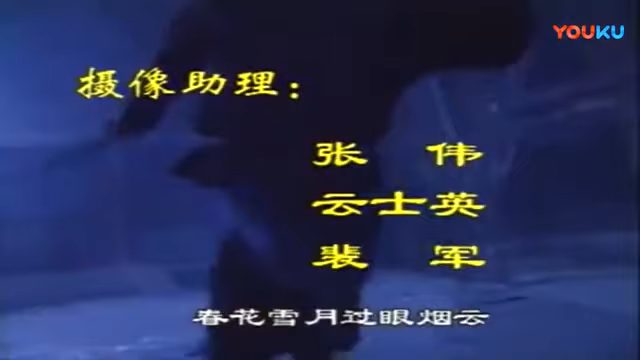 YOUKU
摄像助理：
张 伟
云士英
裴 军
春花雪月过眼烟云